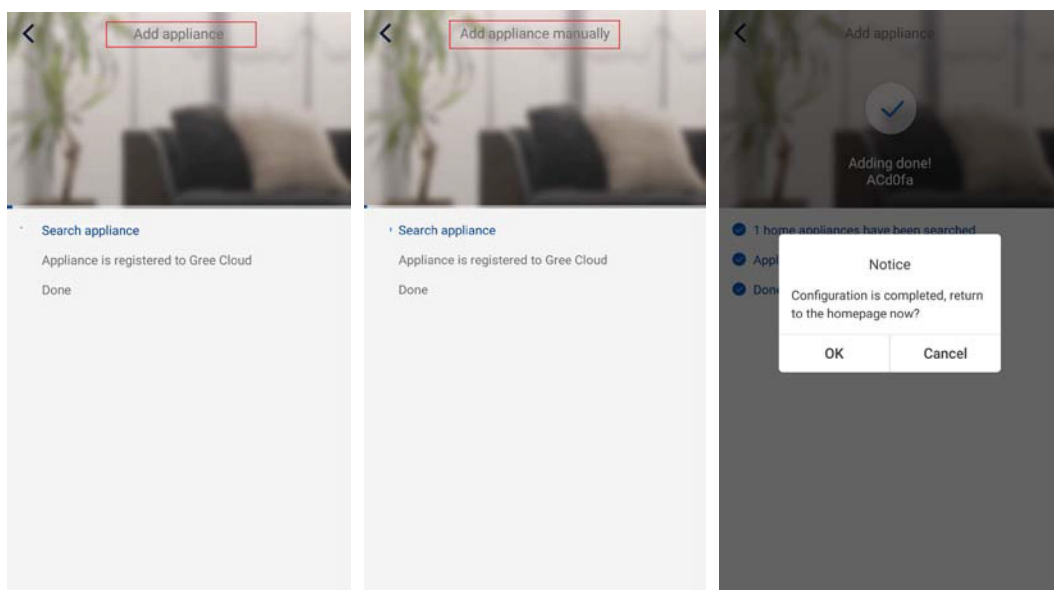 Add appliance
Search appliance
Appliance is registered to Gree Cloud
Done
Add appliance manually
Search appliance
Appliance is registered to Gree Cloud
Done
Add appliance
Adding done!
ACd0fa
1 home appliances have been searched
Appl
Done
Notice
Configuration is completed, return
to the homepage now?
OK
Cancel